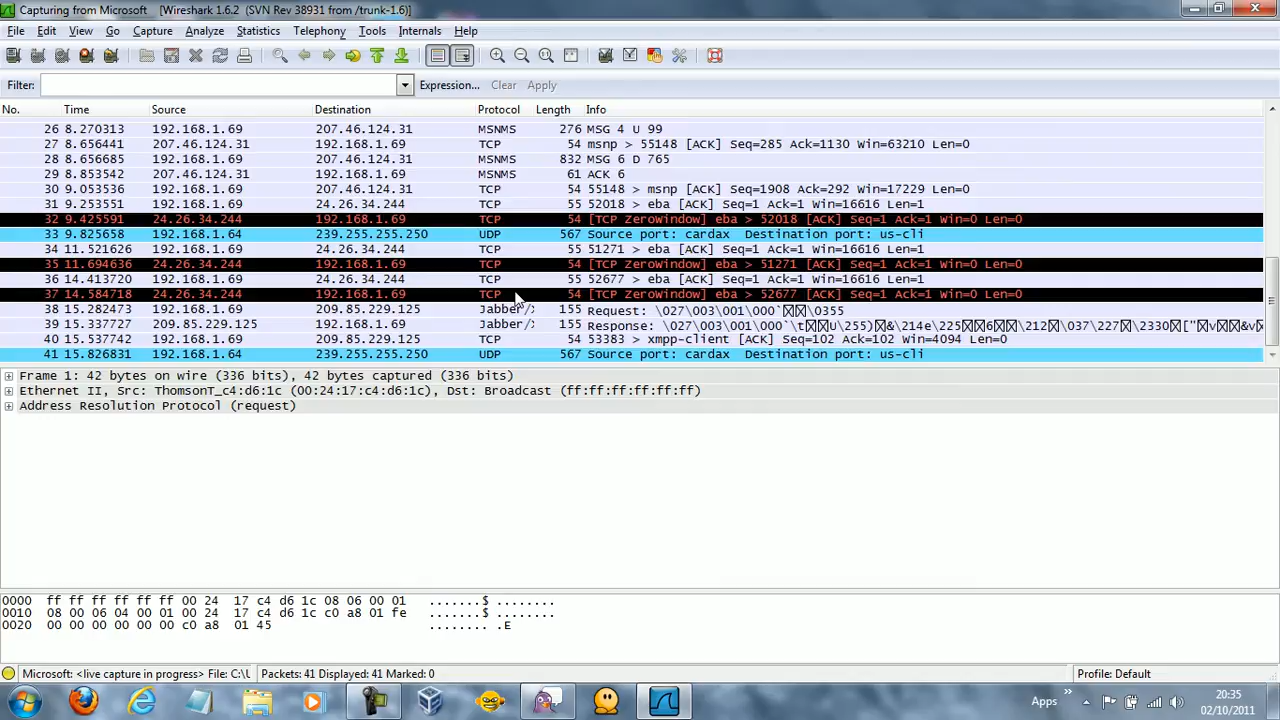 Capturing from Microsoft   [Wireshark 1.6.2  (SVN Rev 38931 from /trunk-1.6)]
File Edit View Go Capture Analyze Statistics Telephony Tools Internals Help
Filter: Expression... Clear Apply
No. Time Source Destination Protocol Length Info
26 8.270313 192.168.1.69 207.46.124.31 MSNMS 276 MSG 4 U 99
27 8.656441 207.46.124.31 192.168.1.69 TCP 54 msnp > 55148 [ACK] Seq=285 Ack=1130 Win=63210 Len=0
28 8.656685 207.46.124.31 192.168.1.69 MSNMS 832 MSG 6 D 765
29 8.853542 207.46.124.31 192.168.1.69 MSNMS 61 ACK 6
30 9.053536 192.168.1.69 207.46.124.31 TCP 54 55148 > msnp [ACK] Seq=1908 Ack=292 Win=17229 Len=0
31 9.253551 192.168.1.69 24.26.34.244 TCP 55 52018 > eba [ACK] Seq=1 Ack=1 Win=16616 Len=1
32 9.425591 24.26.34.244 192.168.1.69 TCP 54 [TCP ZeroWindow] eba > 52018 [ACK] Seq=1 Ack=1 Win=0 Len=0
33 9.825658 192.168.1.64 239.255.255.250 UDP 567 Source port: cardax  Destination port: us-cli
34 11.521626 192.168.1.69 24.26.34.244 TCP 55 51271 > eba [ACK] Seq=1 Ack=1 Win=16616 Len=1
35 11.694636 24.26.34.244 192.168.1.69 TCP 54 [TCP ZeroWindow] eba > 51271 [ACK] Seq=1 Ack=1 Win=0 Len=0
36 14.413720 192.168.1.69 24.26.34.244 TCP 55 52677 > eba [ACK] Seq=1 Ack=1 Win=16616 Len=1
37 14.584718 24.26.34.244 192.168.1.69 TCP 54 [TCP ZeroWindow] eba > 52677 [ACK] Seq=1 Ack=1 Win=0 Len=0
38 15.282473 192.168.1.69 209.85.229.125 Jabber/ 155 Request: \027\003\001\000`\0355
39 15.337727 209.85.229.125 192.168.1.69 Jabber/ 155 Response:
40 15.537742 192.168.1.69 209.85.229.125 TCP 54 53383 > xmpp-client [ACK] Seq=102 Ack=102 Win=4094 Len=0
41 15.826831 192.168.1.64 239.255.255.250 UDP 567 Source port: cardax  Destination port: us-cli
Frame 1: 42 bytes on wire (336 bits), 42 bytes captured (336 bits)
Ethernet II, Src: ThomsonT_c4:d6:1c (00:24:17:c4:d6:1c), Dst: Broadcast (ff:ff:ff:ff:ff:ff)
Address Resolution Protocol (request)
0000 ff ff ff ff ff ff 00 24 17 c4 d6 1c 08 06 00 01 .......$ ........
0010 08 00 06 04 00 01 00 24 17 c4 d6 1c c0 a8 01 fe .......$ ........
0020 00 00 00 00 00 00 c0 a8 01 45 ........ .E
Microsoft: <live capture in progress> File: C:\U Packets: 41 Displayed: 41 Marked: 0 Profile: Default
Apps 20:35
02/10/2011